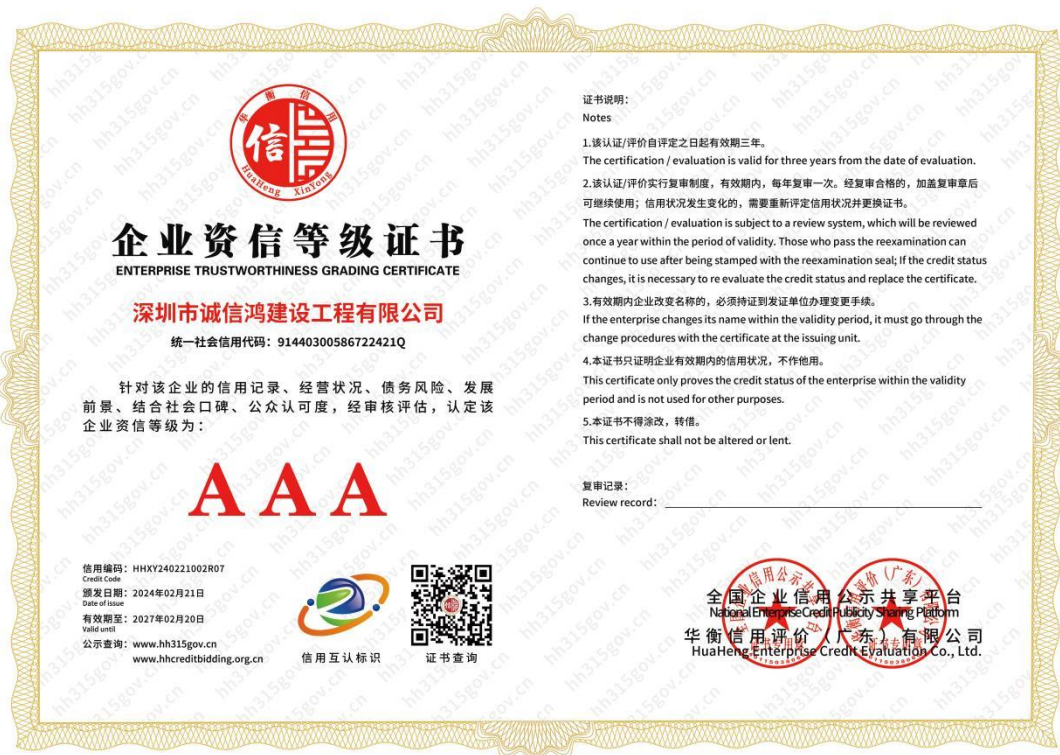 华衡信用
信
HuaHeng XinYong
企业资信等级证书
ENTERPRISE TRUSTWORTHINESS GRADING CERTIFICATE
深圳市诚信鸿建设工程有限公司
统一社会信用代码：91440300586722421Q
针对该企业的信用记录、经营状况、债务风险、发展
前景、结合社会口碑、公众认可度，经审核评估，认定该
企业资信等级为：
AAA
信用编码：HHXY240221002R07
Credit Code
颁发日期：2024年02月21日
Date of issue
有效期至：2027年02月20日
Valid until
公示查询：www.hh315gov.cn
www.hhcreditbidding.org.cn
信用互认标识
证书查询
证书说明：
Notes
1.该认证/评价自评定之日起有效期三年。
The certification / evaluation is valid for three years from the date of evaluation.
2.该认证/评价实行复审制度，有效期内，每年复审一次。经复审合格的，加盖复审章后
可继续使用；信用状况发生变化的，需要重新评定信用状况并更换证书。
The certification / evaluation is subject to a review system, which will be reviewed
once a year within the period of validity. Those who pass the reexamination can
continue to use after being stamped with the reexamination seal; If the credit status
changes, it is necessary to re evaluate the credit status and replace the certificate.
3.有效期内企业改变名称的，必须持证到发证单位办理变更手续。
If the enterprise changes its name within the validity period, it must go through the
change procedures with the certificate at the issuing unit.
4.本证书只证明企业有效期内的信用状况，不作他用。
This certificate only proves the credit status of the enterprise within the validity
period and is not used for other purposes.
5.本证书不得涂改，转借。
This certificate shall not be altered or lent.
复审记录：
Review record：
全国企业信用公示共享平台
National Enterprise Credit Publicity Sharing Platform
华衡信用评价（广东）有限公司
HuaHeng Enterprise Credit Evaluation Co., Ltd.
证书专用章
证书专用章
hh315gov.cn